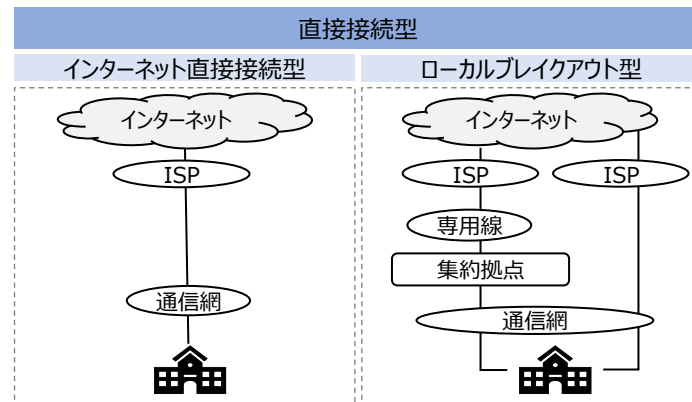 直接接続型
インターネット直接接続型
ローカルブレイクアウト型
インターネット
ISP
通信網
インターネット
ISP
ISP
専用線
集約拠点
通信網